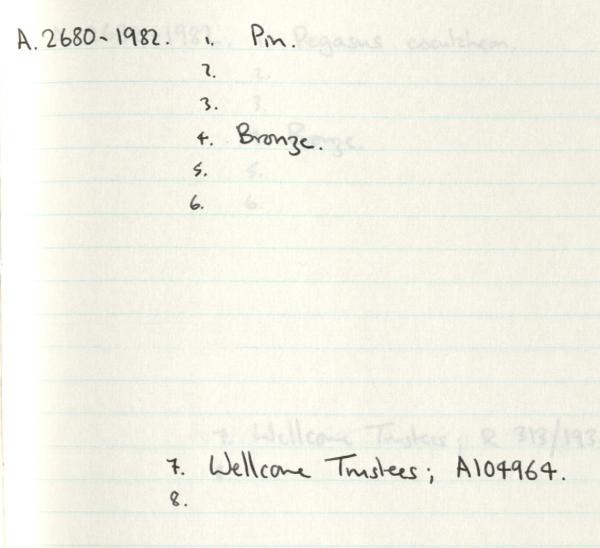 A. 2680-1982. 1. Pin.
2.
3.
4. Bronze.
5.
6.
7. Wellcome Trustees; A104964.
8.